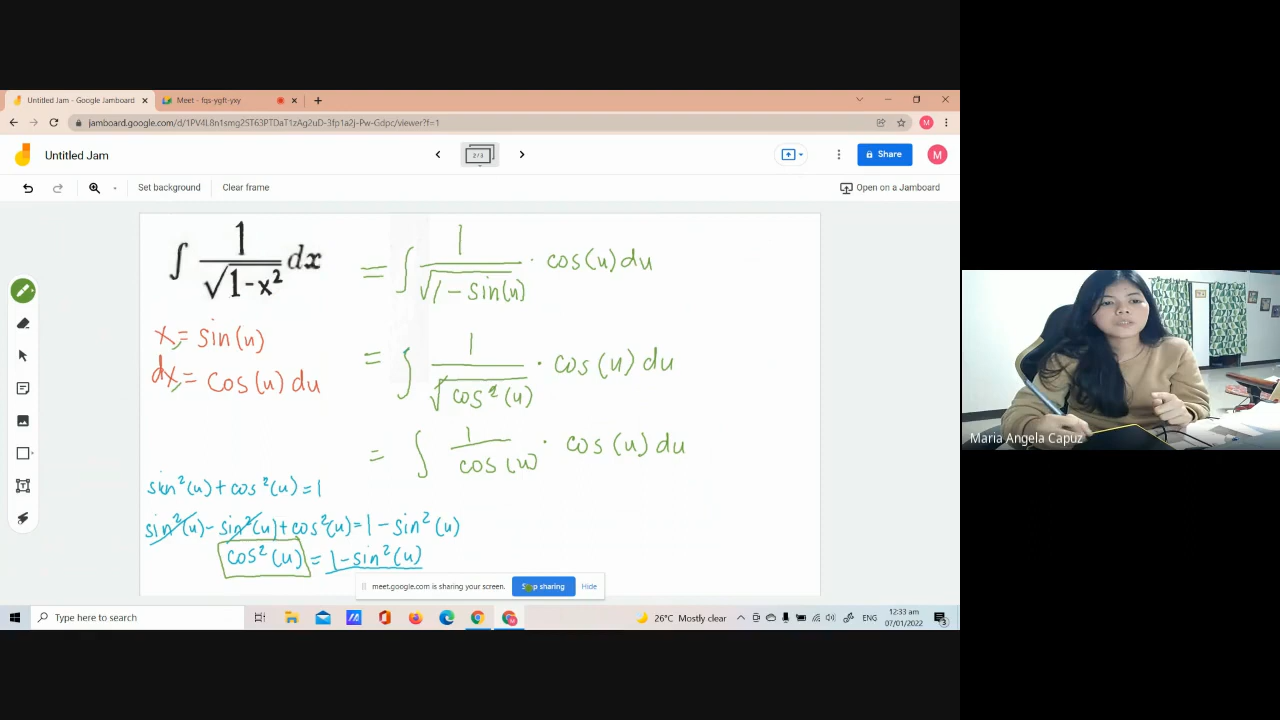 Untitled Jam - Google Jamboard
Meet - fqs-ygft-yxy
jamboard.google.com/d/1PV4L8n1smg2ST63PTDaT1zAg2uD-3fp1a2j-Pw-Gdpc/viewer?f=1
Untitled Jam
2 / 3
Share
M
Set background
Clear frame
Open on a Jamboard
∫ 1/√(1-x²) dx
= ∫ 1/√(1 - sin(u)) · cos(u) du
x = sin(u)
dx = cos(u) du
= ∫ 1/√(cos²(u)) · cos(u) du
= ∫ 1/cos(u) · cos(u) du
sin²(u) + cos²(u) = 1
sin²(u) - sin²(u) + cos²(u) = 1 - sin²(u)
cos²(u) = 1 - sin²(u)
meet.google.com is sharing your screen.
Stop sharing
Hide
Type here to search
26°C Mostly clear
ENG
12:33 am
07/01/2022
3
Maria Angela Capuz